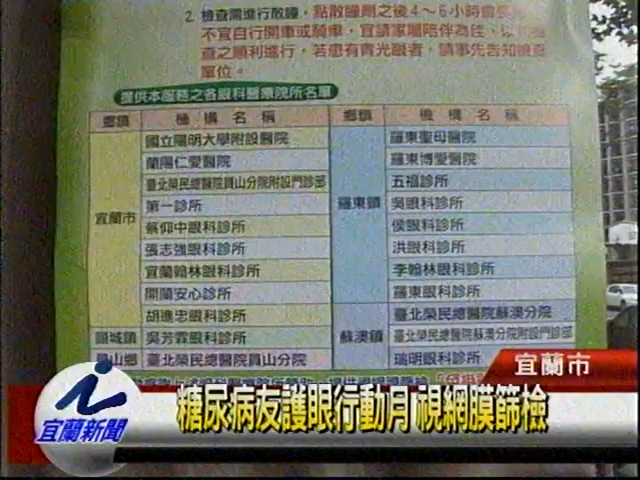 2. 檢查需進行散瞳，點散瞳劑之後4～6小時會
不宜自行開車或騎車，宜請家屬陪伴為佳，以
查之順利進行，若患有青光眼者，請事先告知檢查
單位。
提供本服務之各眼科醫療院所名單
鄉鎮 機構名稱 鄉鎮 機構名稱
宜蘭市 國立陽明大學附設醫院 羅東鎮 羅東聖母醫院
蘭陽仁愛醫院 羅東博愛醫院
臺北榮民總醫院員山分院附設門診部 五福診所
第一診所 吳眼科診所
蔡仰中眼科診所 侯眼科診所
張志強眼科診所 洪眼科診所
宜蘭翰林眼科診所 李翰林眼科診所
開蘭安心診所 羅東眼科診所
胡進忠眼科診所 蘇澳鎮 臺北榮民總醫院蘇澳分院
頭城鎮 吳芳霖眼科診所 臺北榮民總醫院蘇澳分院附設門診部
員山鄉 臺北榮民總醫院員山分院 瑞明眼科診所
宜蘭市
糖尿病友護眼行動月 視網膜篩檢
宜蘭新聞